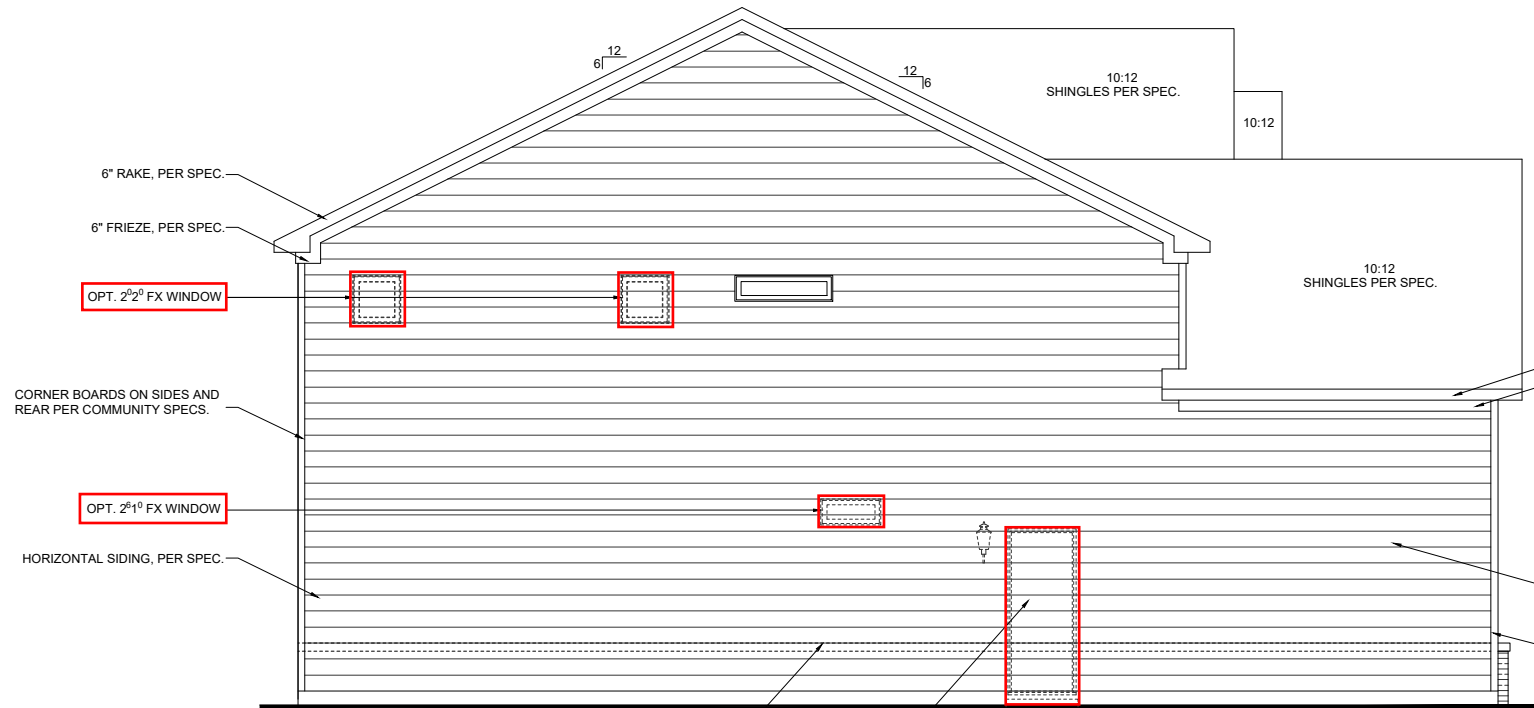 12
6
12
6
10:12
SHINGLES PER SPEC.
10:12
6" RAKE, PER SPEC.
6" FRIEZE, PER SPEC.
10:12
SHINGLES PER SPEC.
OPT. 2⁰2⁰ FX WINDOW
CORNER BOARDS ON SIDES AND
REAR PER COMMUNITY SPECS.
OPT. 2⁶1⁰ FX WINDOW
HORIZONTAL SIDING, PER SPEC.